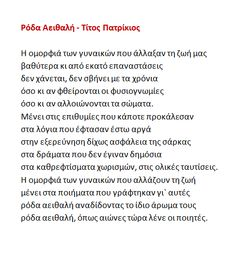 Ρόδα Αειθαλή - Τίτος Πατρίκιος
Η ομορφιά των γυναικών που άλλαξαν τη ζωή μας
βαθύτερα κι από εκατό επαναστάσεις
δεν χάνεται, δεν σβήνει με τα χρόνια
όσο κι αν φθείρονται οι φυσιογνωμίες
όσο κι αν αλλοιώνονται τα σώματα.
Μένει στις επιθυμίες που κάποτε προκάλεσαν
στα λόγια που έφτασαν έστω αργά
στην εξερεύνηση δίχως ασφάλεια της σάρκας
στα δράματα που δεν έγιναν δημόσια
στα καθρεφτίσματα χωρισμών, στις ολικές ταυτίσεις.
Η ομορφιά των γυναικών που αλλάζουν τη ζωή
μένει στα ποιήματα που γράφτηκαν γι` αυτές
ρόδα αειθαλή αναδίδοντας το ίδιο άρωμα τους
ρόδα αειθαλή, όπως αιώνες τώρα λένε οι ποιητές.